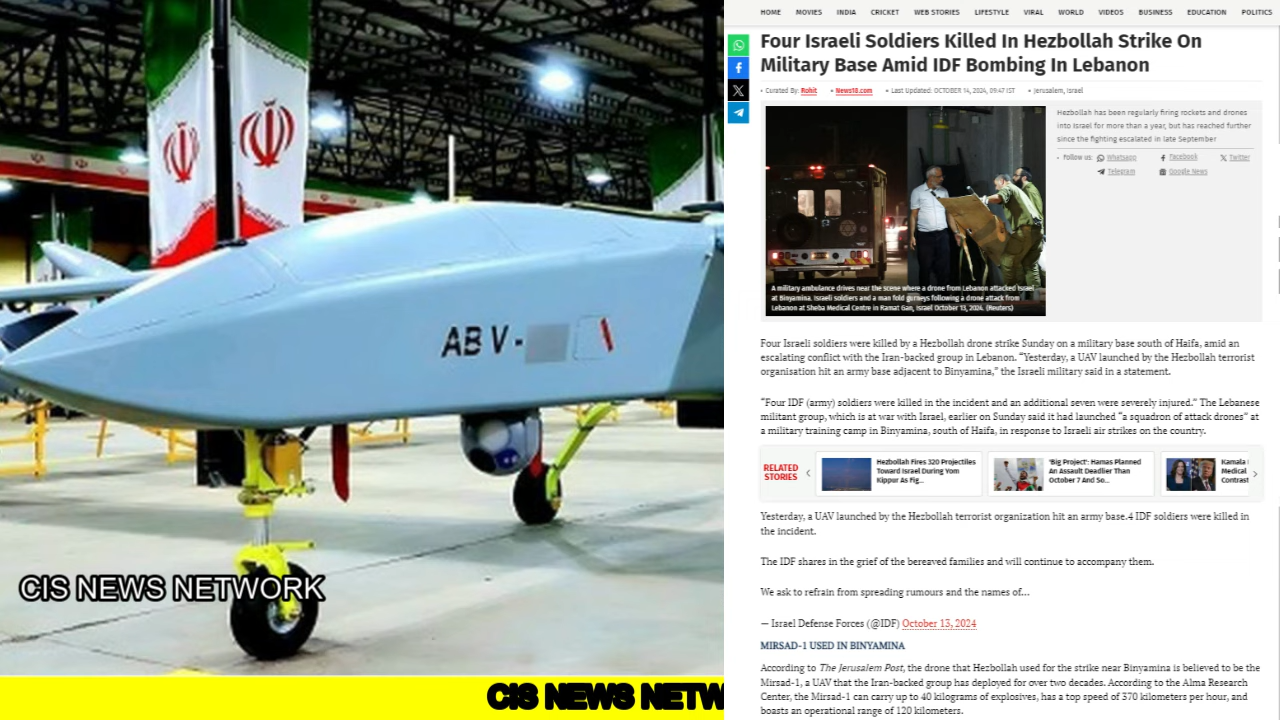 HOME MOVIES INDIA CRICKET WEB STORIES LIFESTYLE VIRAL WORLD VIDEOS BUSINESS EDUCATION POLITICS
Four Israeli Soldiers Killed In Hezbollah Strike On
Military Base Amid IDF Bombing In Lebanon
Curated By: Rohit News18.com Last Updated: OCTOBER 14, 2024, 09:47 IST Jerusalem, Israel
Hezbollah has been regularly firing rockets and drones
into Israel for more than a year, but has reached further
since the fighting escalated in late September
Follow us: Whatsapp Facebook Twitter
Telegram Google News
A military ambulance drives near the scene where a drone from Lebanon attacked Israel
at Binyamina. Israeli soldiers and a man fold gurneys following a drone attack from
Lebanon at Sheba Medical Centre in Ramat Gan, Israel October 13, 2024. (Reuters)
AB V-
Four Israeli soldiers were killed by a Hezbollah drone strike Sunday on a military base south of Haifa, amid an
escalating conflict with the Iran-backed group in Lebanon. "Yesterday, a UAV launched by the Hezbollah terrorist
organisation hit an army base adjacent to Binyamina," the Israeli military said in a statement.
"Four IDF (army) soldiers were killed in the incident and an additional seven were severely injured." The Lebanese
militant group, which is at war with Israel, earlier on Sunday said it had launched "a squadron of attack drones" at
a military training camp in Binyamina, south of Haifa, in response to Israeli air strikes on the country.
RELATED
STORIES
Hezbollah Fires 320 Projectiles
Toward Israel During Yom
Kippur As Fig...
'Big Project': Hamas Planned
An Assault Deadlier Than
October 7 And So...
Kamala
Medical
Contrast
Yesterday, a UAV launched by the Hezbollah terrorist organization hit an army base.4 IDF soldiers were killed in
the incident.
The IDF shares in the grief of the bereaved families and will continue to accompany them.
We ask to refrain from spreading rumours and the names of...
— Israel Defense Forces (@IDF) October 13, 2024
MIRSAD-1 USED IN BINYAMINA
According to The Jerusalem Post, the drone that Hezbollah used for the strike near Binyamina is believed to be the
Mirsad-1, a UAV that the Iran-backed group has deployed for over two decades. According to the Alma Research
Center, the Mirsad-1 can carry up to 40 kilograms of explosives, has a top speed of 370 kilometers per hour, and
boasts an operational range of 120 kilometers.
CIS NEWS NETWORK
CIS NEWS NETW